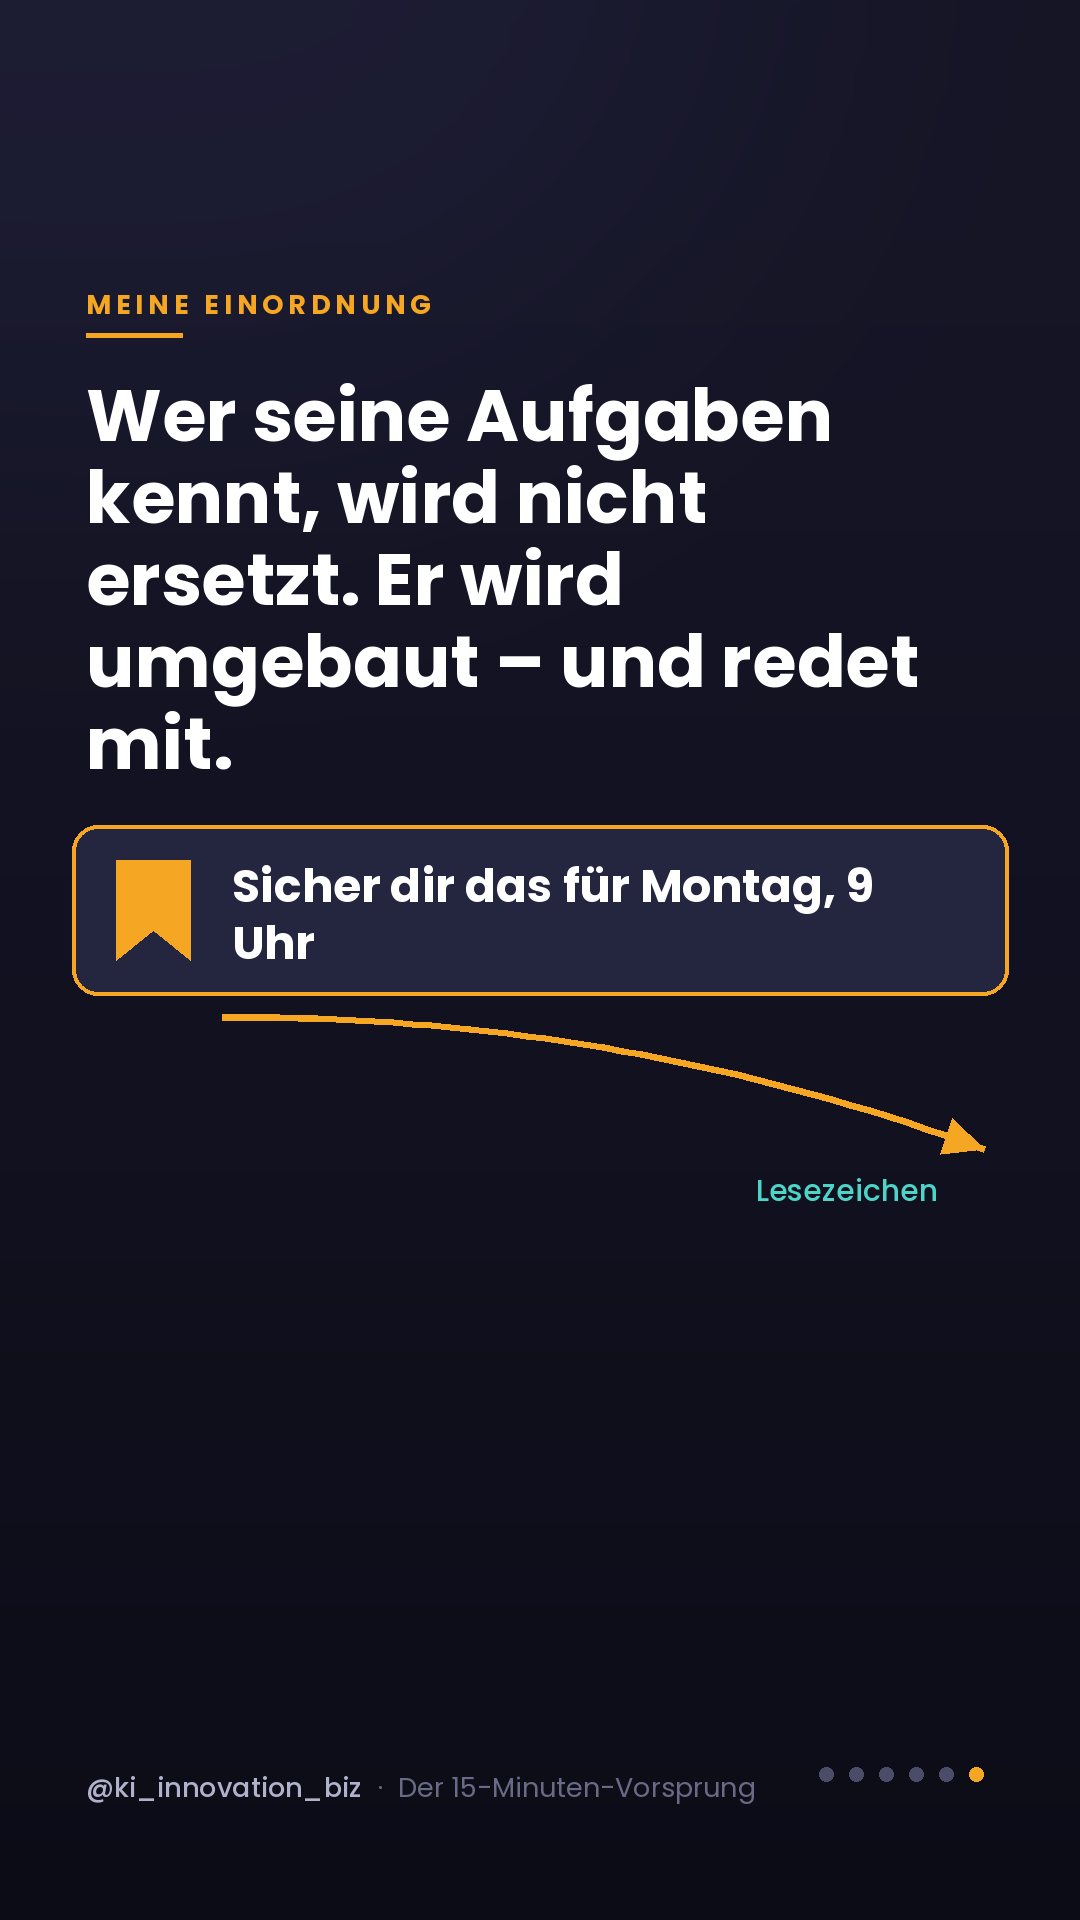 MEINE EINORDNUNG
Wer seine Aufgaben
kennt, wird nicht
ersetzt. Er wird
umgebaut – und redet
mit.
Sicher dir das für Montag, 9
Uhr
Lesezeichen
@ki_innovation_biz · Der 15-Minuten-Vorsprung